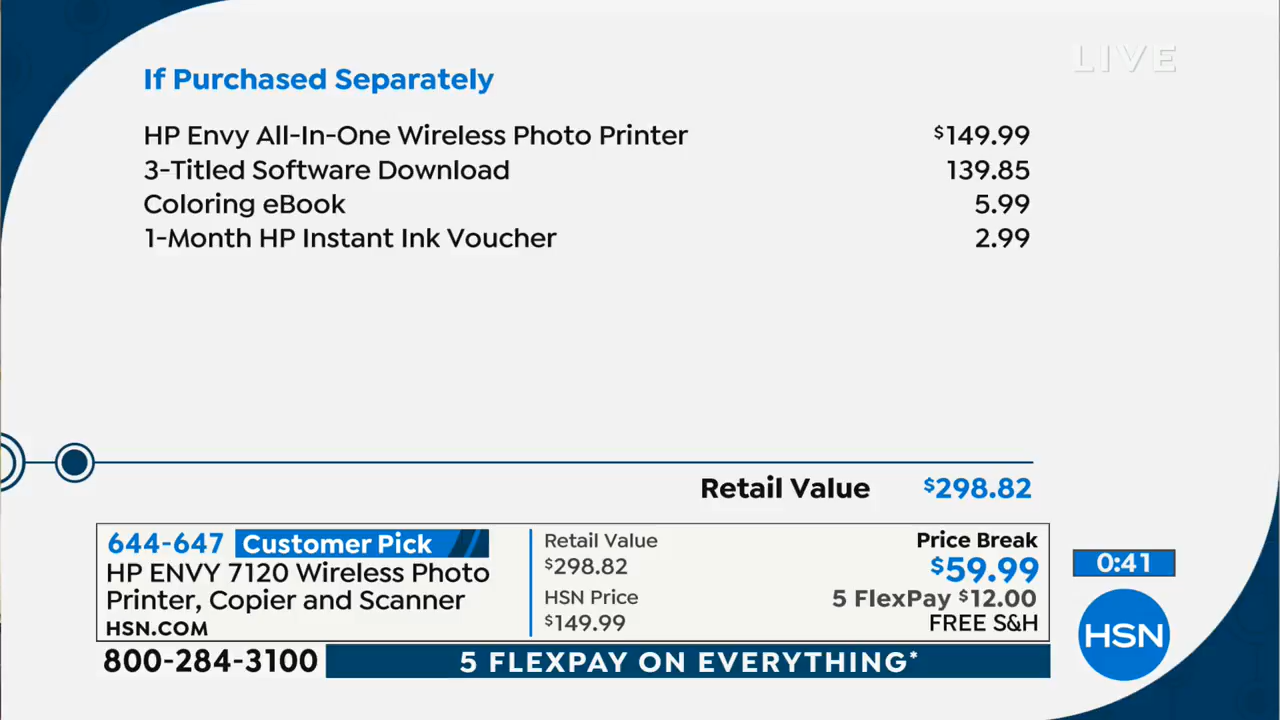 LIVE
If Purchased Separately
HP Envy All-In-One Wireless Photo Printer $149.99
3-Titled Software Download 139.85
Coloring eBook 5.99
1-Month HP Instant Ink Voucher 2.99
Retail Value $298.82
644-647 Customer Pick
HP ENVY 7120 Wireless Photo
Printer, Copier and Scanner
HSN.COM
Retail Value
$298.82
HSN Price
$149.99
Price Break
$59.99
5 FlexPay $12.00
FREE S&H
0:41
HSN
800-284-3100 5 FLEXPAY ON EVERYTHING*